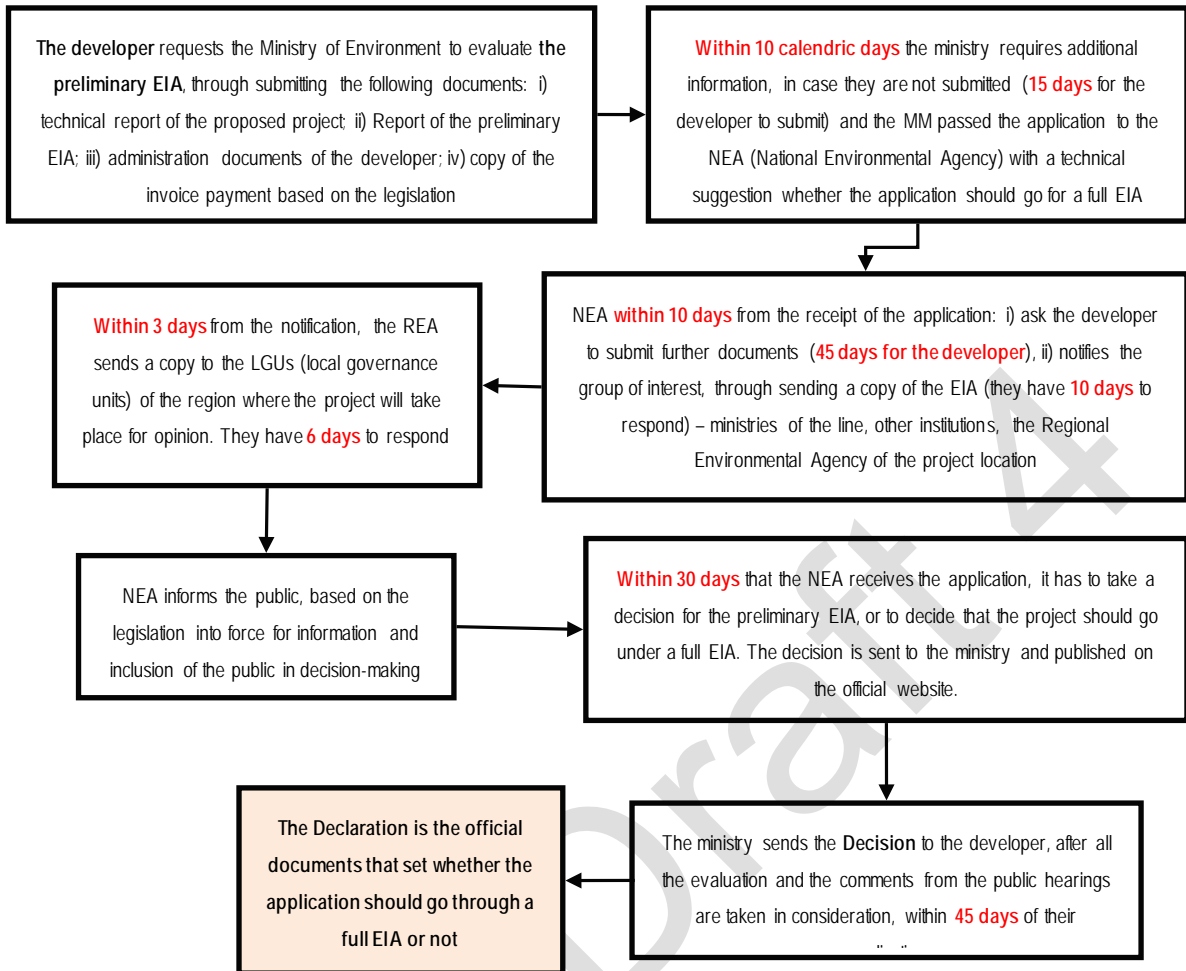 The developer requests the Ministry of Environment to evaluate the
preliminary EIA, through submitting the following documents: i)
technical report of the proposed project; ii) Report of the preliminary
EIA; iii) administration documents of the developer; iv) copy of the
invoice payment based on the legislation
Within 10 calendric days the ministry requires additional
information, in case they are not submitted (15 days for the
developer to submit) and the MM passed the application to the
NEA (National Environmental Agency) with a technical
suggestion whether the application should go for a full EIA
NEA within 10 days from the receipt of the application: i) ask the developer
to submit further documents (45 days for the developer), ii) notifies the
group of interest, through sending a copy of the EIA (they have 10 days to
respond) – ministries of the line, other institutions, the Regional
Environmental Agency of the project location
Within 3 days from the notification, the REA
sends a copy to the LGUs (local governance
units) of the region where the project will take
place for opinion. They have 6 days to respond
NEA informs the public, based on the
legislation into force for information and
inclusion of the public in decision-making
Within 30 days that the NEA receives the application, it has to take a
decision for the preliminary EIA, or to decide that the project should go
under a full EIA. The decision is sent to the ministry and published on
the official website.
The ministry sends the Decision to the developer, after all
the evaluation and the comments from the public hearings
are taken in consideration, within 45 days of their
The Declaration is the official
documents that set whether the
application should go through a
full EIA or not
Draft 4